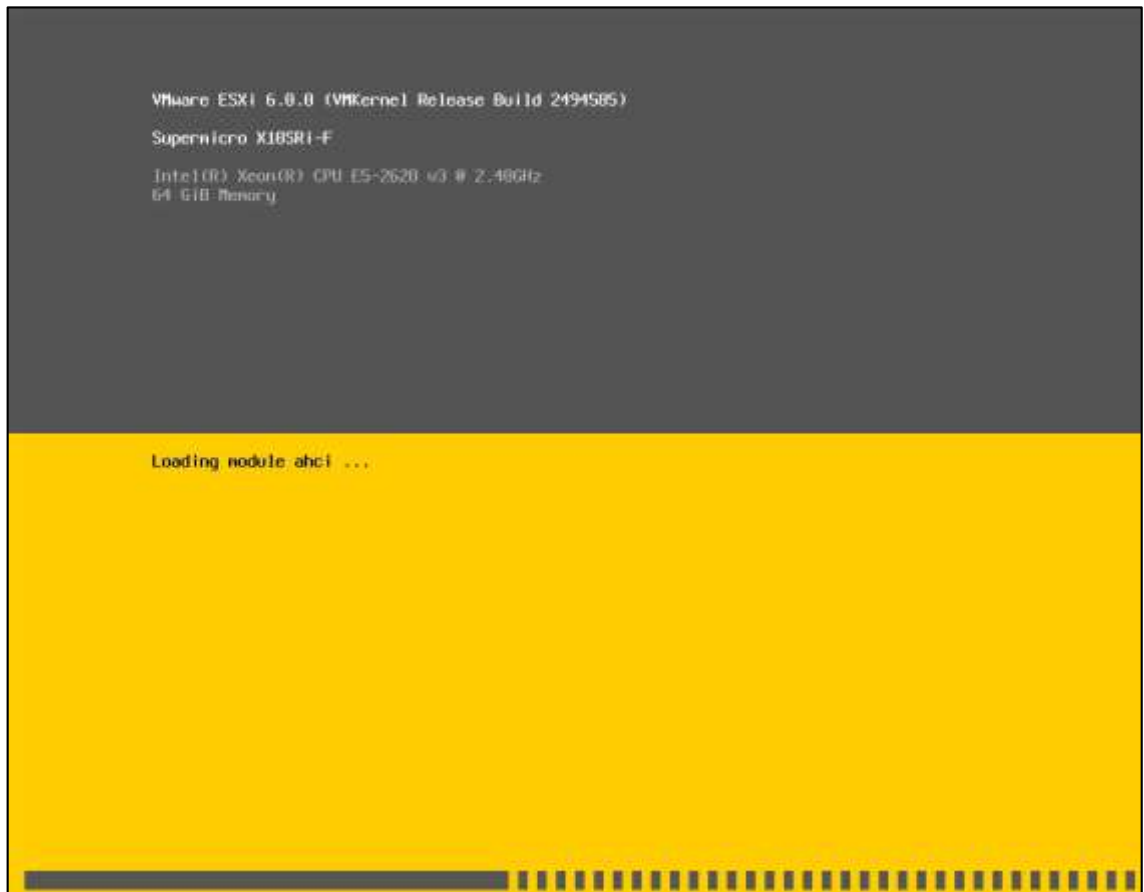 VMware ESXi 6.0.0 (VMKernel Release Build 2494585)
Supermicro X10SRi-F
Intel(R) Xeon(R) CPU E5-2620 v3 @ 2.40GHz
64 GiB Memory
Loading module ahci ...